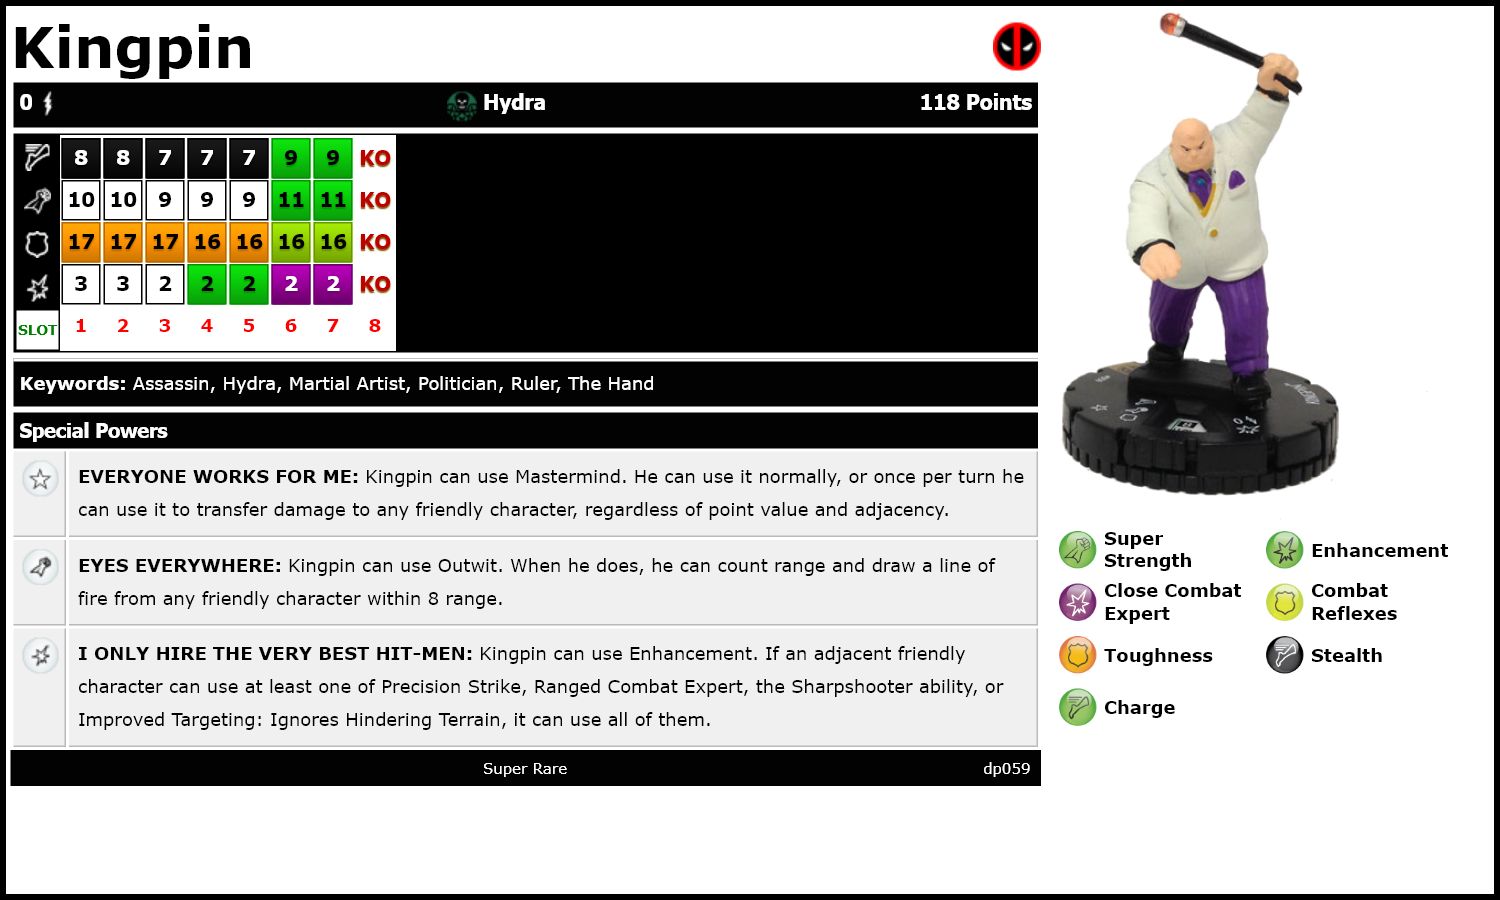 Kingpin
0 Hydra 118 Points
8 8 7 7 7 9 9 KO
10 10 9 9 9 11 11 KO
17 17 17 16 16 16 16 KO
3 3 2 2 2 2 2 KO
SLOT 1 2 3 4 5 6 7 8
Keywords: Assassin, Hydra, Martial Artist, Politician, Ruler, The Hand
Special Powers
EVERYONE WORKS FOR ME: Kingpin can use Mastermind. He can use it normally, or once per turn he
can use it to transfer damage to any friendly character, regardless of point value and adjacency.
EYES EVERYWHERE: Kingpin can use Outwit. When he does, he can count range and draw a line of
fire from any friendly character within 8 range.
I ONLY HIRE THE VERY BEST HIT-MEN: Kingpin can use Enhancement. If an adjacent friendly
character can use at least one of Precision Strike, Ranged Combat Expert, the Sharpshooter ability, or
Improved Targeting: Ignores Hindering Terrain, it can use all of them.
Super Rare dp059
KINGPIN
Super
Strength
Enhancement
Close Combat
Expert
Combat
Reflexes
Toughness
Stealth
Charge